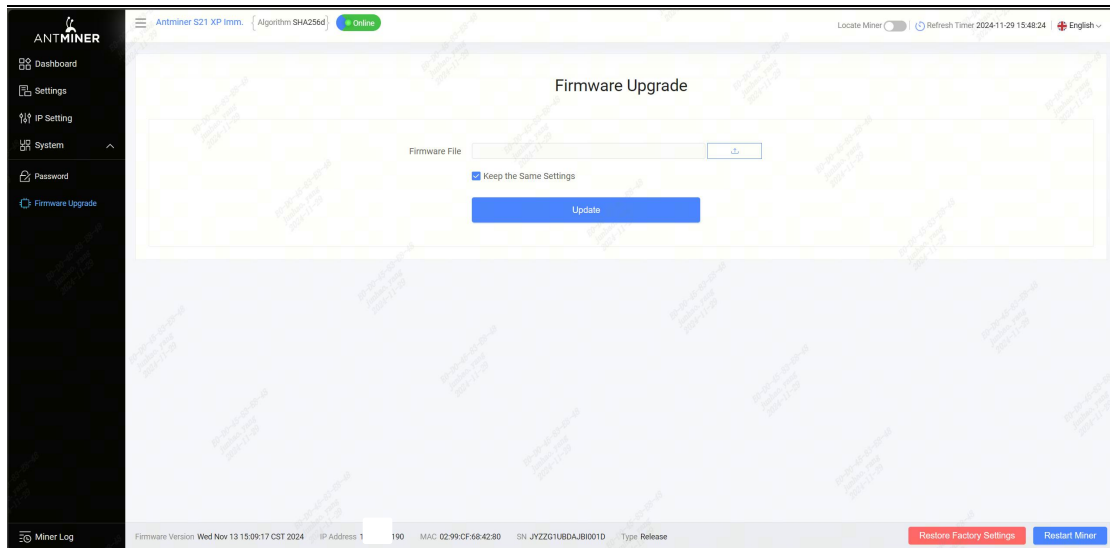 ANTMINER
Antminer S21 XP Imm. { Algorithm SHA256d } Online
Locate Miner Refresh Timer 2024-11-29 15:48:24 English
Dashboard
Settings
IP Setting
System
Password
Firmware Upgrade
Firmware Upgrade
Firmware File
Keep the Same Settings
Update
Miner Log
Firmware Version Wed Nov 13 15:09:17 CST 2024 IP Address 1 190 MAC 02:99:CF:68:42:80 SN JYZZG1UBDAJBI001D Type Release
Restore Factory Settings Restart Miner